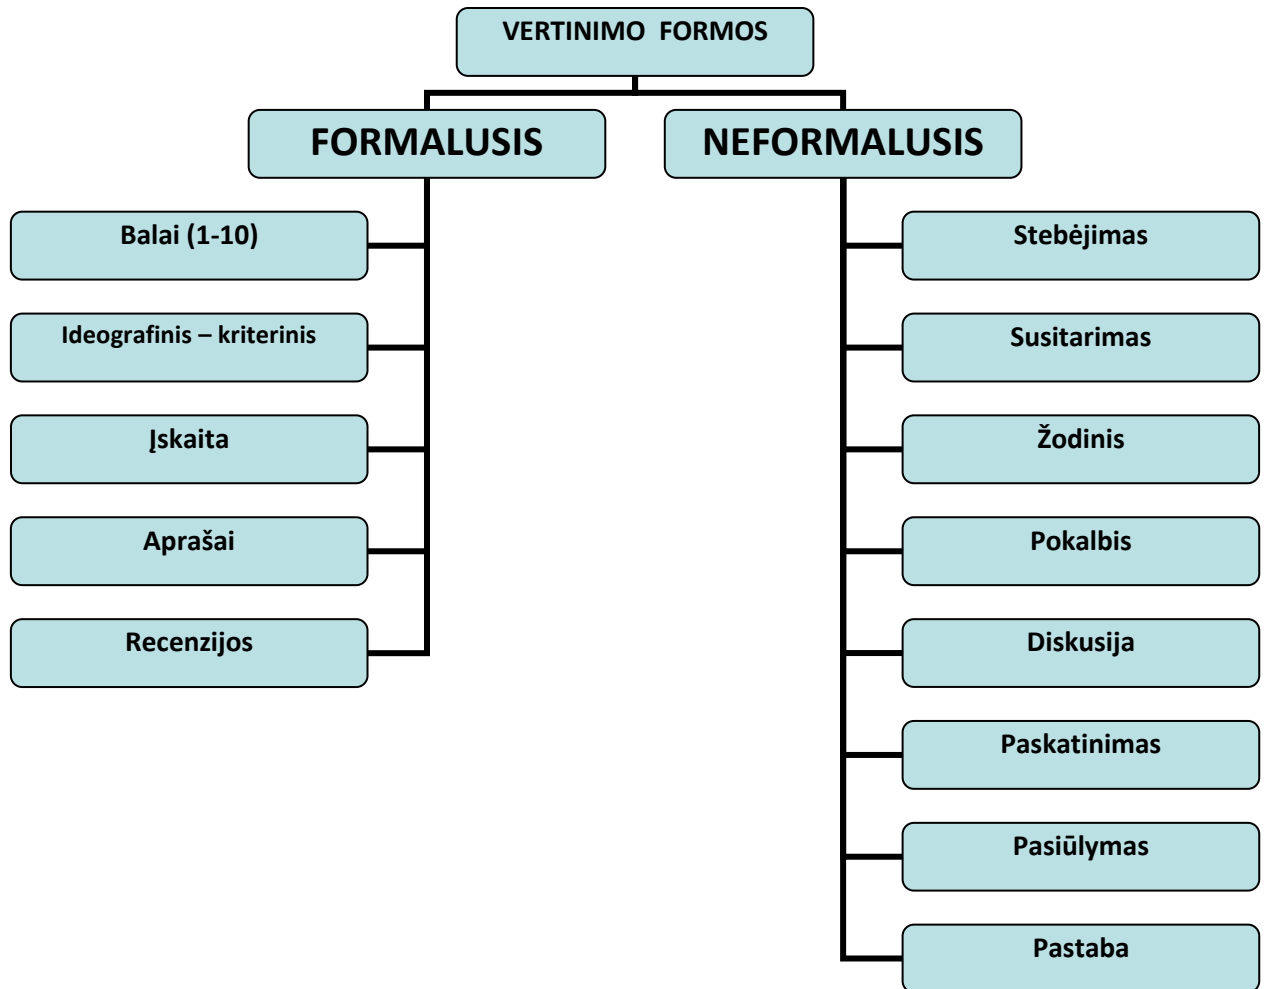 VERTINIMO FORMOS
FORMALUSIS
NEFORMALUSIS
Balai (1-10)
Ideografinis – kriterinis
Įskaita
Aprašai
Recenzijos
Stebėjimas
Susitarimas
Žodinis
Pokalbis
Diskusija
Paskatinimas
Pasiūlymas
Pastaba